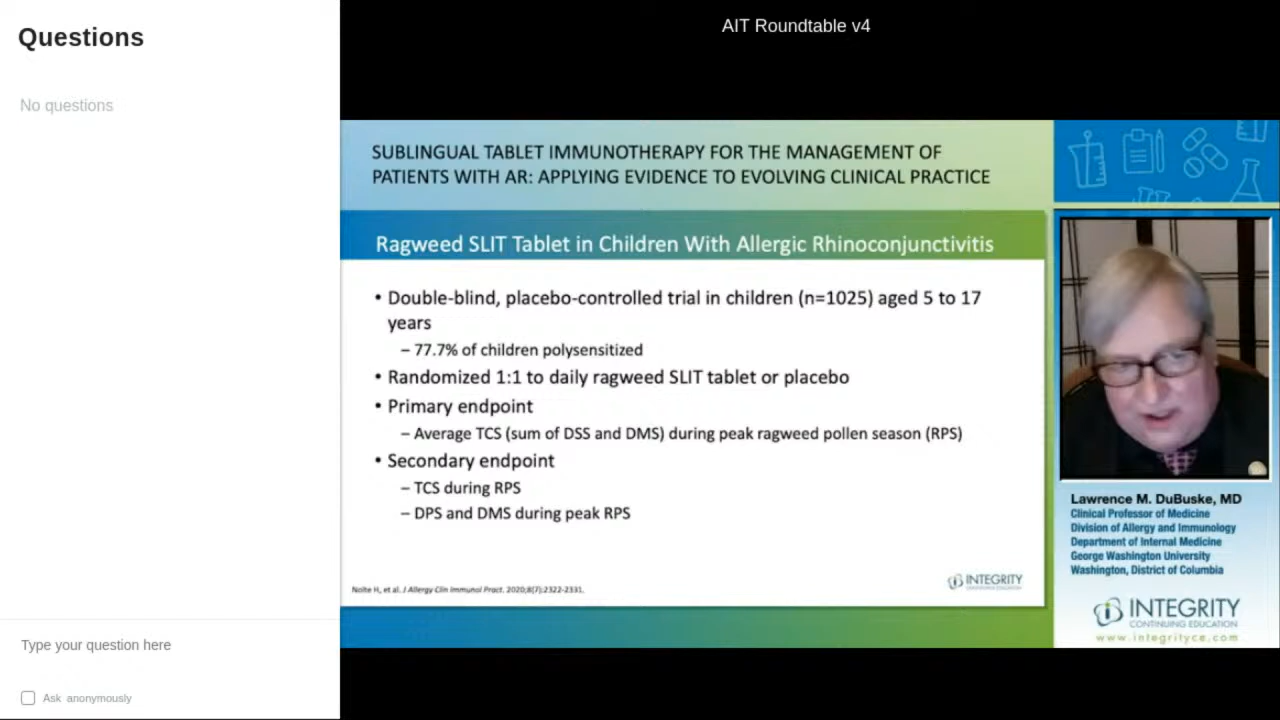 Questions
No questions
Type your question here
Ask anonymously
AIT Roundtable v4
SUBLINGUAL TABLET IMMUNOTHERAPY FOR THE MANAGEMENT OF
PATIENTS WITH AR: APPLYING EVIDENCE TO EVOLVING CLINICAL PRACTICE
Ragweed SLIT Tablet in Children With Allergic Rhinoconjunctivitis
• Double-blind, placebo-controlled trial in children (n=1025) aged 5 to 17
years
– 77.7% of children polysensitized
• Randomized 1:1 to daily ragweed SLIT tablet or placebo
• Primary endpoint
– Average TCS (sum of DSS and DMS) during peak ragweed pollen season (RPS)
• Secondary endpoint
– TCS during RPS
– DPS and DMS during peak RPS
Nolte H, et al. J Allergy Clin Immunol Pract. 2020;8(7):2322-2331.
INTEGRITY
CONTINUING EDUCATION
Lawrence M. DuBuske, MD
Clinical Professor of Medicine
Division of Allergy and Immunology
Department of Internal Medicine
George Washington University
Washington, District of Columbia
INTEGRITY
CONTINUING EDUCATION
www.integrityce.com